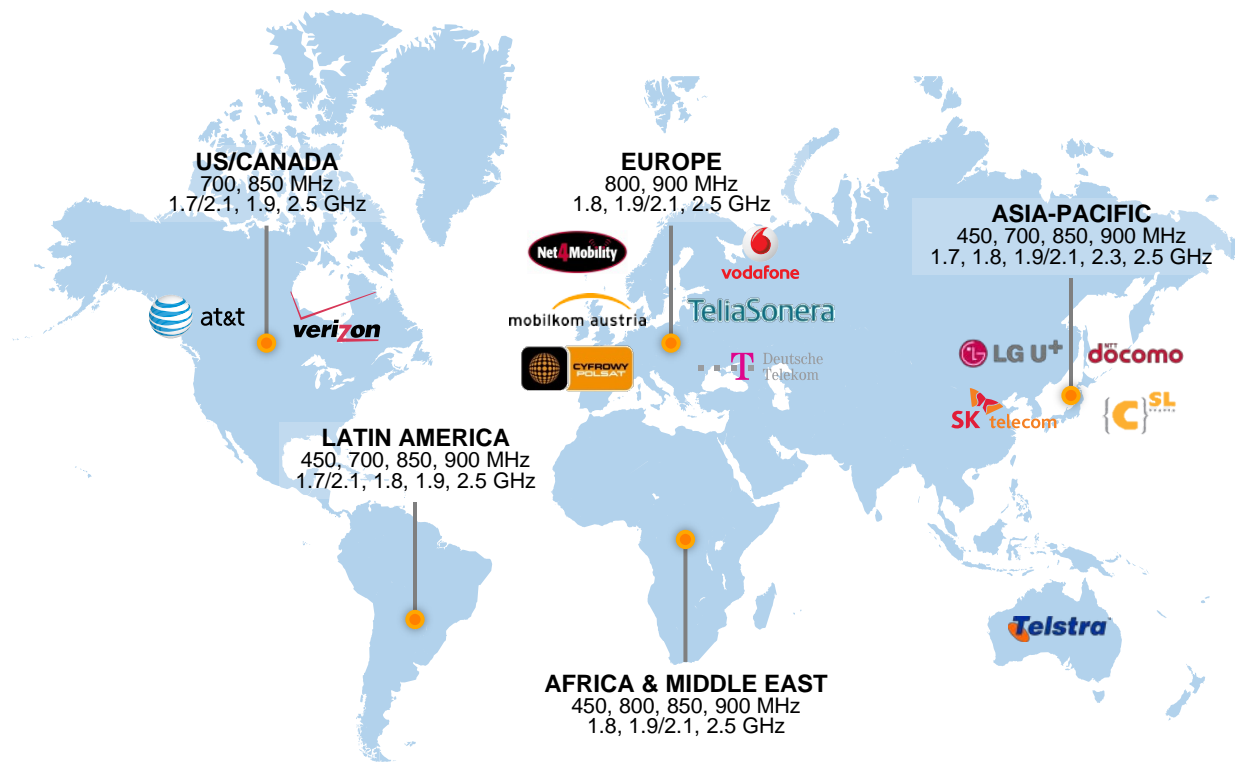 US/CANADA
700, 850 MHz
1.7/2.1, 1.9, 2.5 GHz
at&t
verizon
EUROPE
800, 900 MHz
1.8, 1.9/2.1, 2.5 GHz
Net4Mobility
vodafone
mobilkom austria
TeliaSonera
CYFROWY
POLSAT
T
Deutsche
Telekom
ASIA-PACIFIC
450, 700, 850, 900 MHz
1.7, 1.8, 1.9/2.1, 2.3, 2.5 GHz
LG U+
NTT
docomo
SK telecom
{C}SL
LATIN AMERICA
450, 700, 850, 900 MHz
1.7/2.1, 1.8, 1.9, 2.5 GHz
Telstra
AFRICA & MIDDLE EAST
450, 800, 850, 900 MHz
1.8, 1.9/2.1, 2.5 GHz